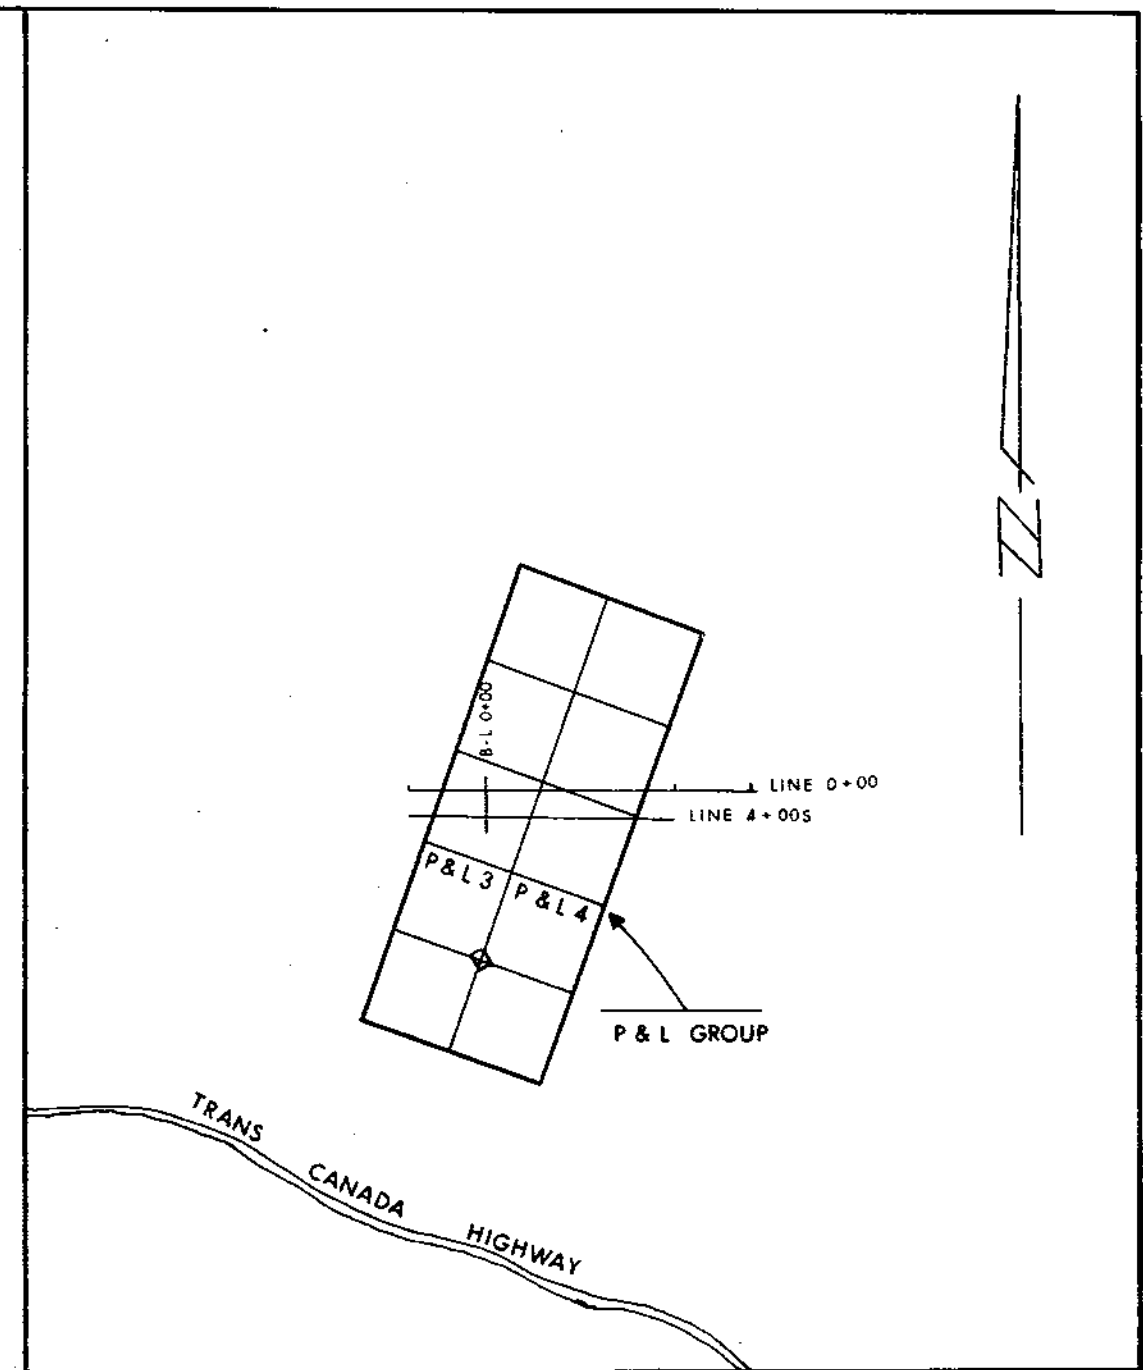 N
B-L 0+00
LINE 0+00
LINE 4+00S
P & L 3
P & L 4
P & L GROUP
TRANS CANADA HIGHWAY